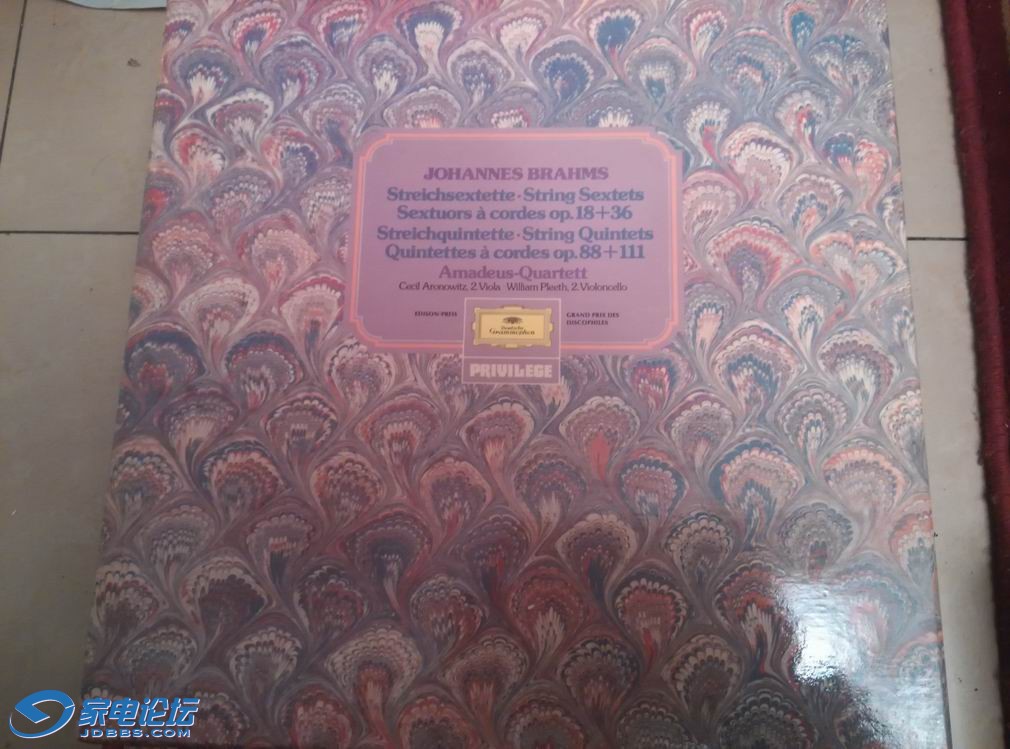 JOHANNES BRAHMS
Streichsextette · String Sextets
Sextuors à cordes op. 18+36
Streichquintette · String Quintets
Quintettes à cordes op. 88+111
Amadeus-Quartett
Cecil Aronowitz, 2. Viola · William Pleeth, 2. Violoncello
EDISON/PREIS
GRAND PRIX DES
DISCOPHILES
Deutsche
Grammophon
PRIVILEGE
家电论坛
JDBBS.COM